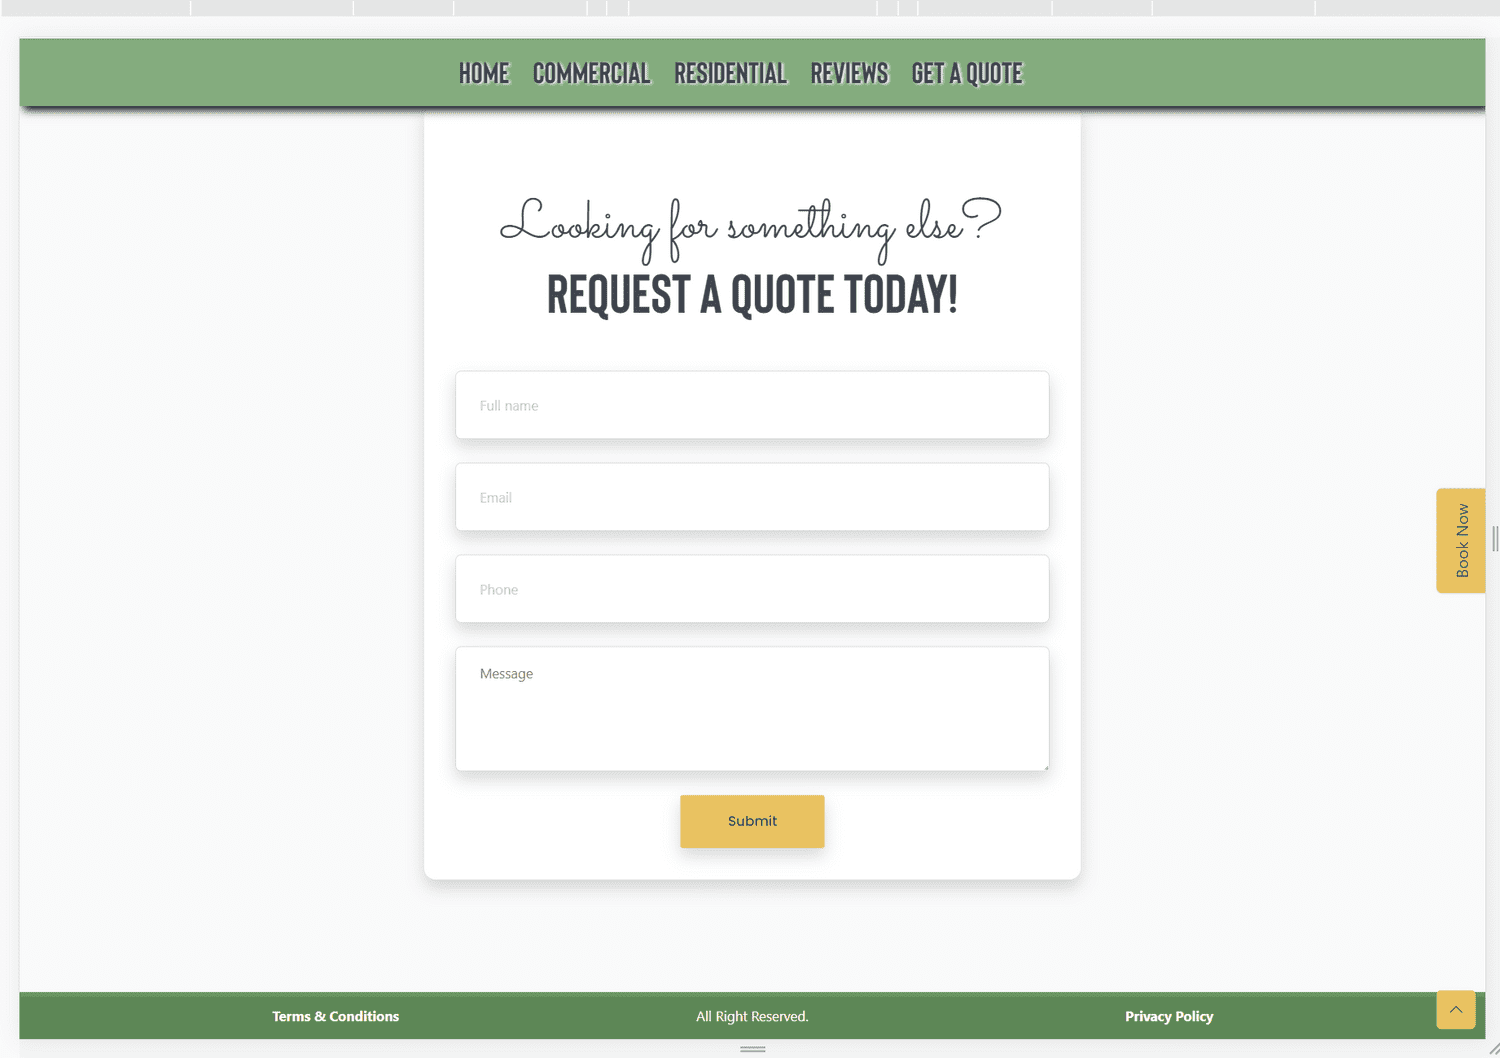 HOME COMMERCIAL RESIDENTIAL REVIEWS GET A QUOTE
Looking for something else?
REQUEST A QUOTE TODAY!
Full name
Email
Phone
Message
Submit
Book Now
Terms & Conditions All Right Reserved. Privacy Policy